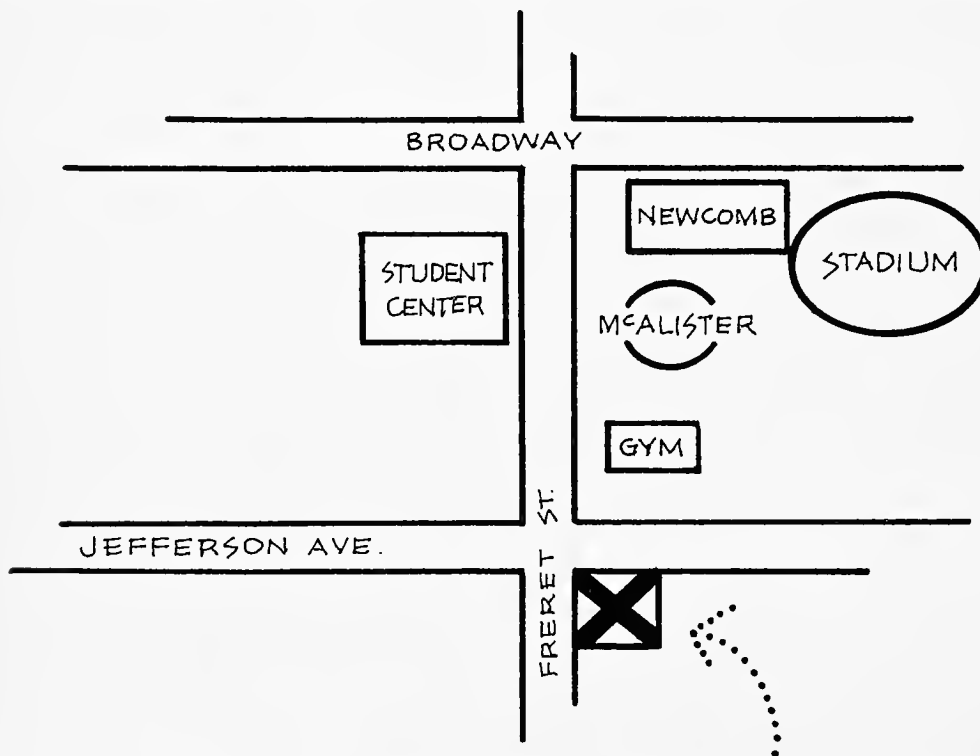 BROADWAY
NEWCOMB
STADIUM
STUDENT
CENTER
McALISTER
GYM
JEFFERSON AVE.
FRERET ST.